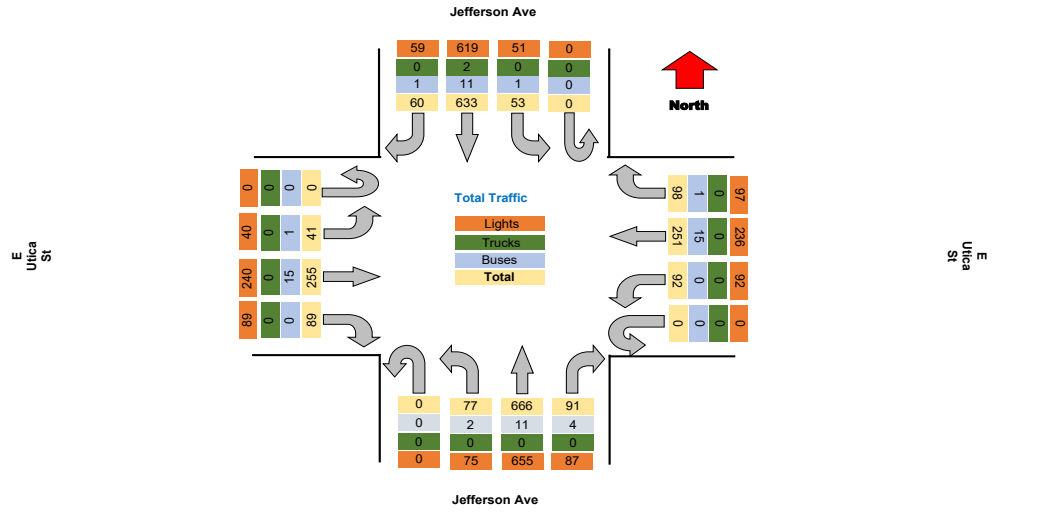 Jefferson Ave
59 619 51 0
0 2 0 0
1 11 1 0
60 633 53 0
North
0 0 0 0
40 0 1 41
240 0 15 255
89 0 0 89
E
Utica
St
Total Traffic
Lights
Trucks
Buses
Total
98 1 0 97
251 15 0 236
92 0 0 92
0 0 0 0
E
Utica
St
0 77 666 91
0 2 11 4
0 0 0 0
0 75 655 87
Jefferson Ave